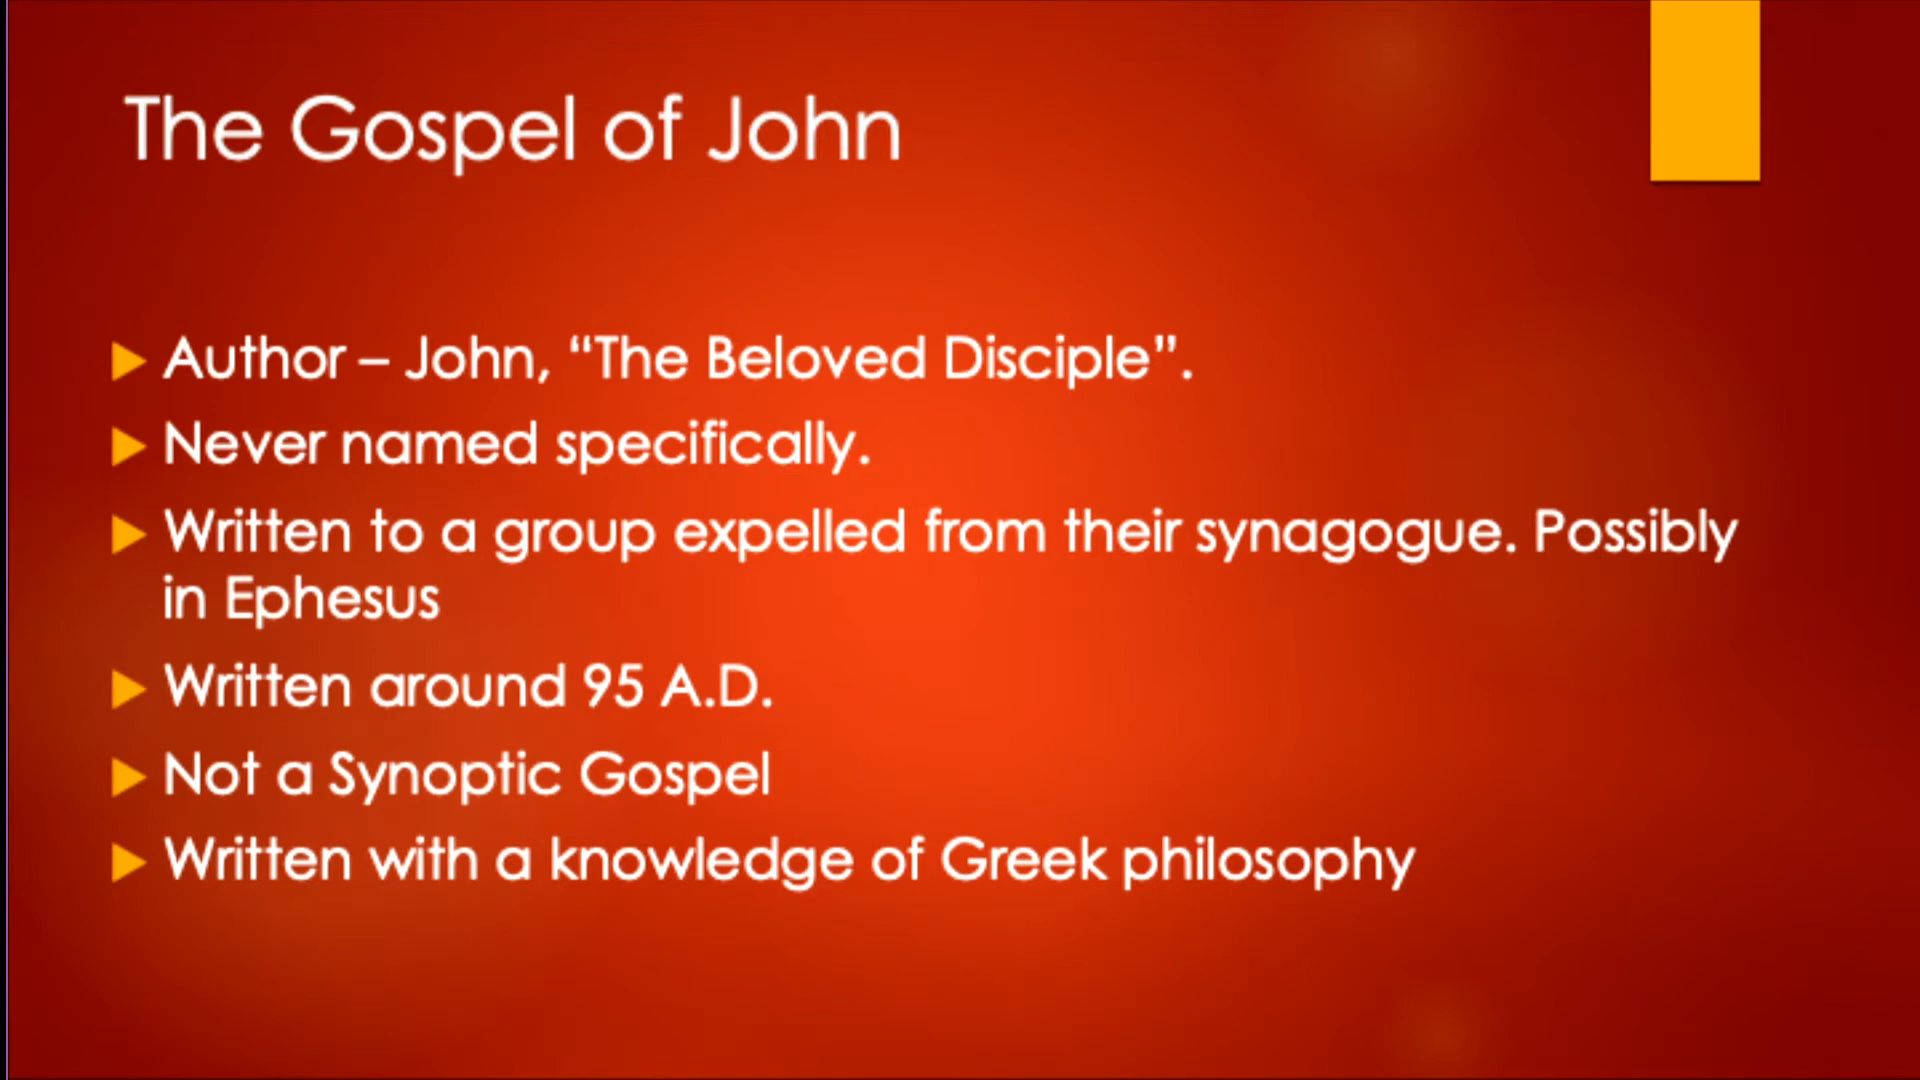 The Gospel of John
Author – John, “The Beloved Disciple”.
Never named specifically.
Written to a group expelled from their synagogue. Possibly
in Ephesus
Written around 95 A.D.
Not a Synoptic Gospel
Written with a knowledge of Greek philosophy